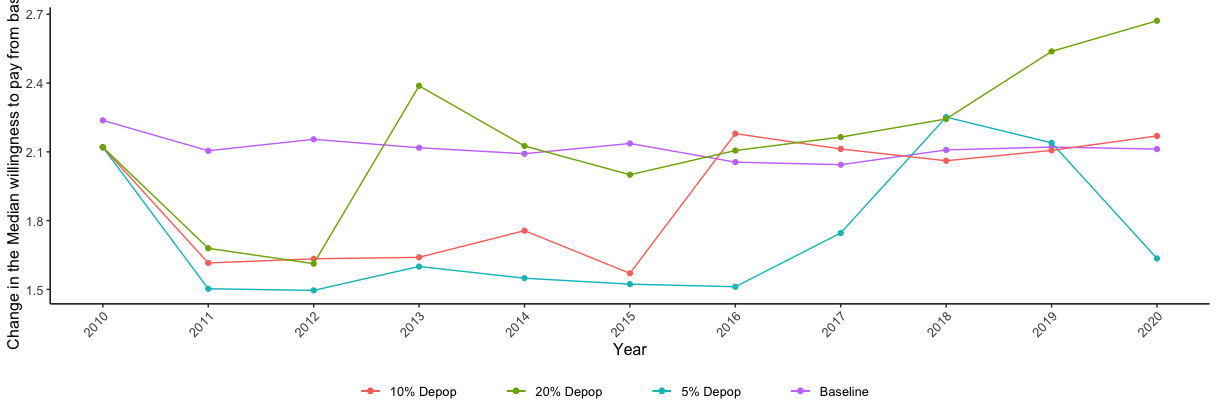 Change in the Median willingness to pay from bas
2.7
2.4
2.1
1.8
1.5
2010 2011 2012 2013 2014 2015 2016 2017 2018 2019 2020
Year
10% Depop 20% Depop 5% Depop Baseline